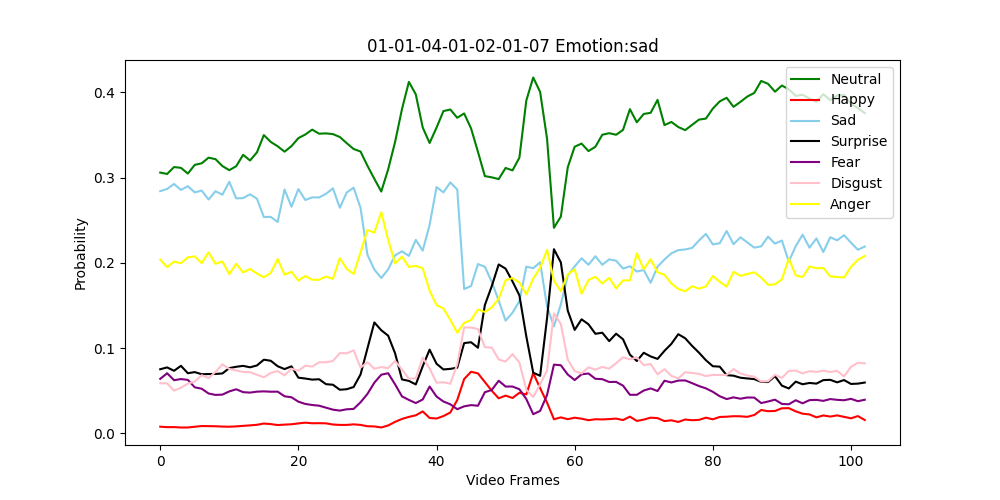 01-01-04-01-02-01-07 Emotion:sad
Neutral
Happy
Sad
Surprise
Fear
Disgust
Anger
Probability
0.4
0.3
0.2
0.1
0.0
0 20 40 60 80 100
Video Frames